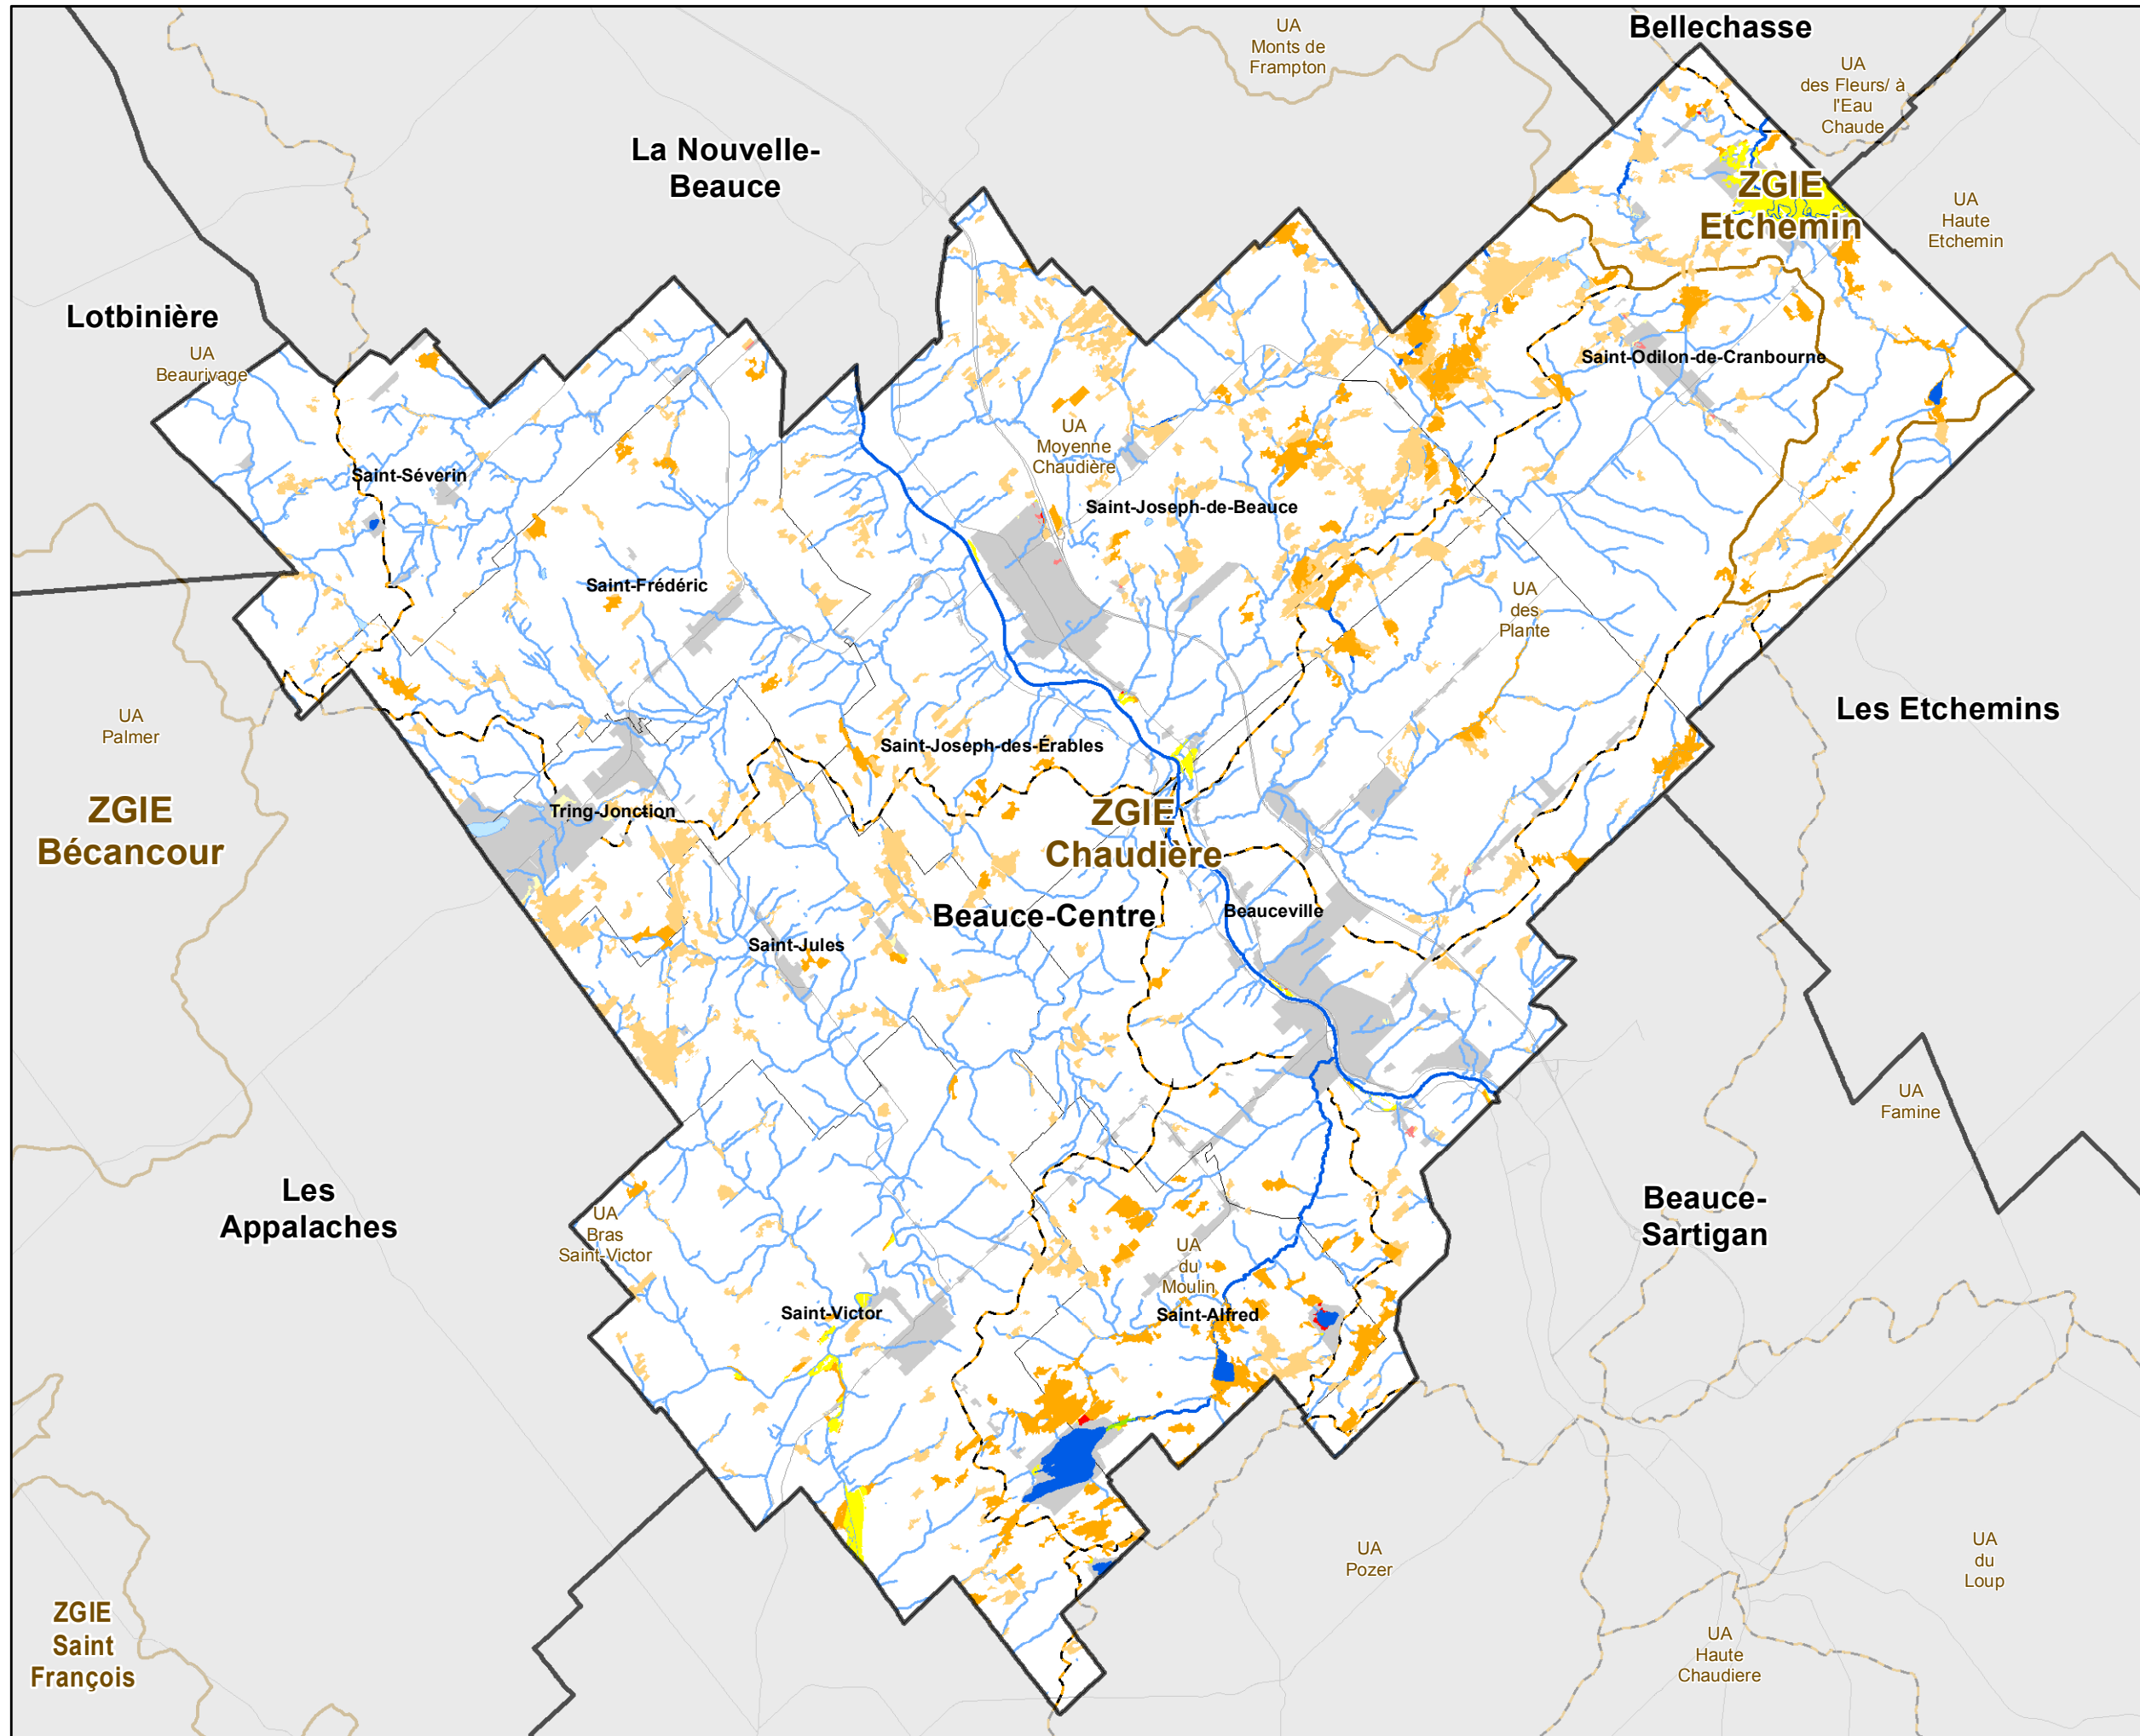 Bellechasse
UA
Monts de
Frampton
UA
des Fleurs/ à
l'Eau
Chaude
La Nouvelle-
Beauce
ZGIE
Etchemin
UA
Haute
Etchemin
Lotbinière
UA
Beaurivage
Saint-Odilon-de-Cranbourne
UA
Moyenne
Chaudière
Saint-Séverin
Saint-Joseph-de-Beauce
Saint-Frédéric
UA
des
Plante
UA
Palmer
Les Etchemins
Saint-Joseph-des-Érables
ZGIE
Bécancour
Tring-Jonction
ZGIE
Chaudière
Beauce-Centre
Beauceville
Saint-Jules
UA
Famine
Les
Appalaches
UA
Bras
Saint-Victor
Beauce-
Sartigan
UA
du
Moulin
Saint-Victor
Saint-Alfred
UA
Pozer
UA
du
Loup
ZGIE
Saint
François
UA
Haute
Chaudiere